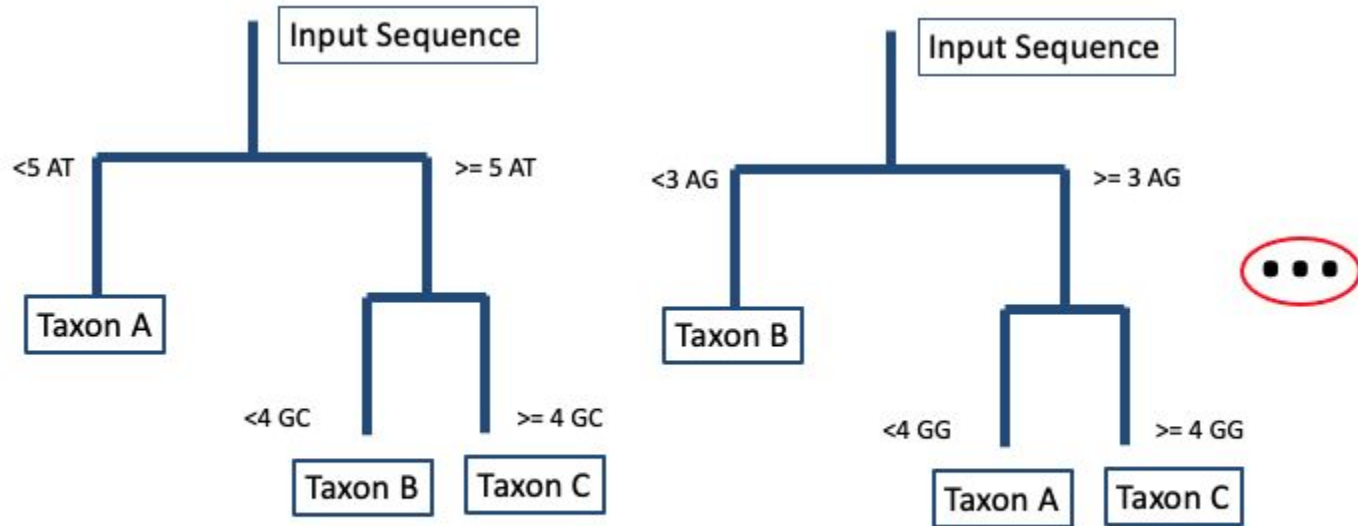 Input Sequence
<5 AT
>= 5 AT
Taxon A
<4 GC
>= 4 GC
Taxon B
Taxon C
Input Sequence
<3 AG
>= 3 AG
Taxon B
<4 GG
>= 4 GG
Taxon A
Taxon C
...